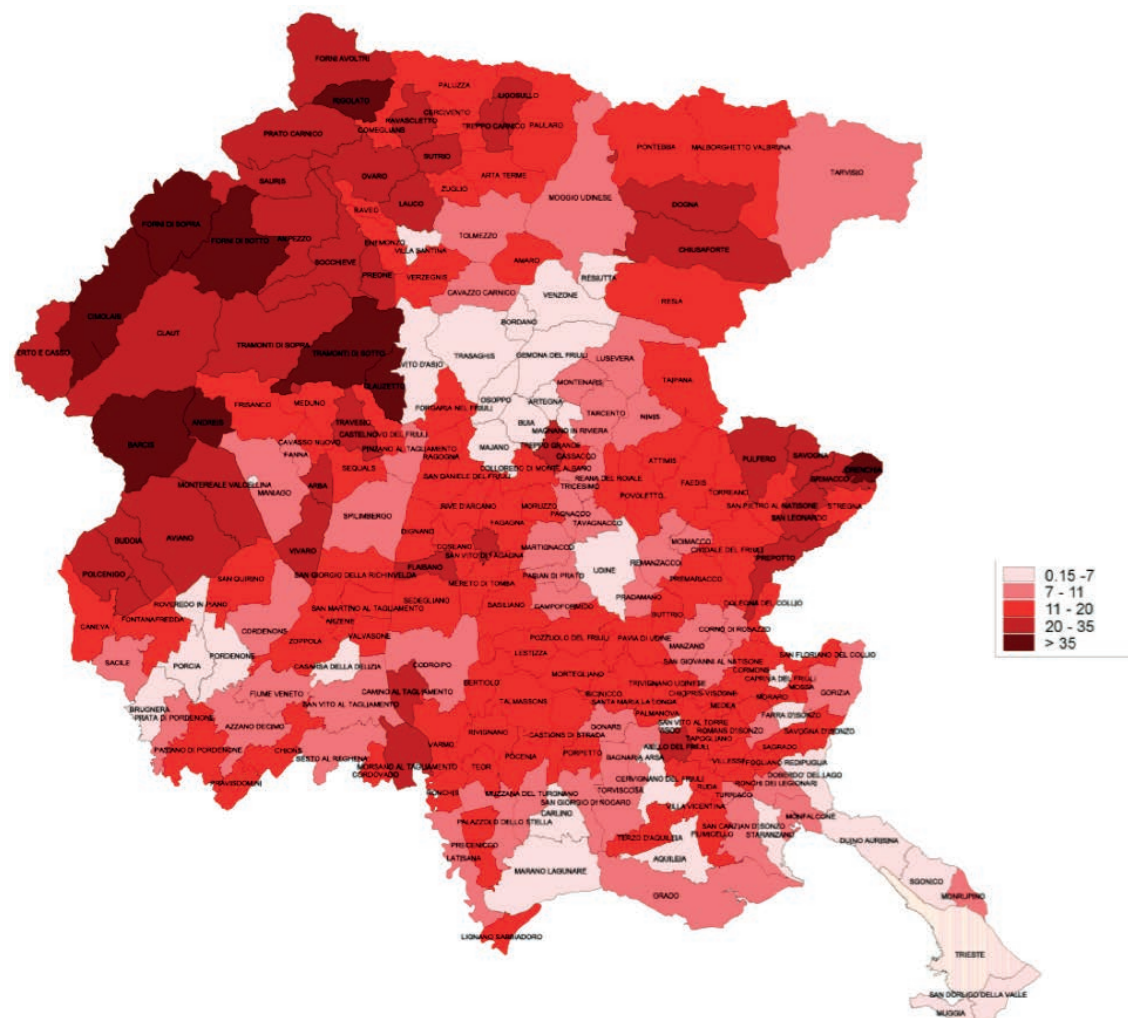 FORNI AVOLTRI
RIGOLATO
PALUZZA
LIGOSULLO
CERCIVENTO
RAVASCLETTO
TREPPO CARNICO
PAULARO
COMEGLIANS
PRATO CARNICO
SUTRIO
PONTEBBA
MALBORGHETTO VALBRUNA
TARVISIO
OVARO
ARTA TERME
SAURIS
ZUGLIO
LAUCO
MOGGIO UDINESE
DOGNA
RAVEO
FORNI DI SOPRA
FORNI DI SOTTO
AMPEZZO
ENEMONZO
VILLA SANTINA
TOLMEZZO
CHIUSAFORTE
SOCCHIEVE
PREONE
VERZEGNIS
AMARO
RESIUTTA
CAVAZZO CARNICO
VENZONE
RESIA
CIMOLAIS
CLAUT
BORDANO
ERTO E CASSO
TRAMONTI DI SOPRA
TRAMONTI DI SOTTO
VITO D'ASIO
TRASAGHIS
GEMONA DEL FRIULI
LUSEVERA
CLAUZETTO
MONTENARS
TAIPANA
OSOPPO
ARTEGNA
FRISANCO
MEDUNO
FORGARIA NEL FRIULI
TARCENTO
NIMIS
ANDREIS
BARCIS
TRAVESIO
BUIA
MAGNANO IN RIVIERA
CAVASSO NUOVO
CASTELNOVO DEL FRIULI
MAJANO
TREPPO GRANDE
FANNA
PINZANO AL TAGLIAMENTO
RAGOGNA
CASSACCO
ATTIMIS
PULFERO
SAVOGNA
DRENCHIA
GRIMACCO
SEQUALS
COLLOREDO DI MONTE ALBANO
SAN DANIELE DEL FRIULI
REANA DEL ROIALE
TRICESIMO
FAEDIS
MONTEREALE VALCELLINA
MANIAGO
ARBA
POVOLETTO
TORREANO
SAN PIETRO AL NATISONE
STREGNA
SAN LEONARDO
RIVE D'ARCANO
MORUZZO
PAGNACCO
SPILIMBERGO
FAGAGNA
TAVAGNACCO
DIGNANO
COSEANO
MARTIGNACCO
MOIMACCO
CIVIDALE DEL FRIULI
PREPOTTO
BUDOIA
AVIANO
VIVARO
SAN VITO DI FAGAGNA
UDINE
REMANZACCO
POLCENIGO
FLAIBANO
PASIAN DI PRATO
PREMARIACCO
SAN QUIRINO
SAN GIORGIO DELLA RICHINVELDA
MERETO DI TOMBA
PRADAMANO
ROVEREDO IN PIANO
SEDEGLIANO
BASILIANO
CAMPOFORMIDO
BUTTRIO
DOLEGNA DEL COLLIO
CANEVA
FONTANAFREDDA
SAN MARTINO AL TAGLIAMENTO
ARZENE
CORDENONS
ZOPPOLA
VALVASONE
POZZUOLO DEL FRIULI
PAVIA DI UDINE
CORNO DI ROSAZZO
MANZANO
SACILE
PORCIA
PORDENONE
CASARSA DELLA DELIZIA
CODROIPO
LESTIZZA
SAN GIOVANNI AL NATISONE
SAN FLORIANO DEL COLLIO
CORMONS
FIUME VENETO
CAMINO AL TAGLIAMENTO
BERTIOLO
MORTEGLIANO
TRIVIGNANO UDINESE
CAPRIVA DEL FRIULI
MOSSA
GORIZIA
BRUGNERA
PRATA DI PORDENONE
SAN VITO AL TAGLIAMENTO
TALMASSONS
BICINICCO
SANTA MARIA LA LONGA
CHIOPRIS-VISCONE
MEDEA
MORARO
PALMANOVA
FARRA D'ISONZO
AZZANO DECIMO
RIVIGNANO
CASTIONS DI STRADA
GONARS
SAN VITO AL TORRE
ROMANS D'ISONZO
SAVOGNA D'ISONZO
TAPOGLIANO
PASIANO DI PORDENONE
CHIONS
SESTO AL REGHENA
VARMO
POCENIA
PORPETTO
BAGNARIA ARSA
AIELLO DEL FRIULI
VILLESSE
SAGRADO
FOGLIANO REDIPUGLIA
MORSANO AL TAGLIAMENTO
CORDOVADO
TEOR
CERVIGNANO DEL FRIULI
RUDA
DOBERDO' DEL LAGO
RONCHI DEI LEGIONARI
PRAVISDOMINI
RONCHIS
MUZZANA DEL TURGNANO
TORVISCOSA
TURRIACO
SAN GIORGIO DI NOGARO
VILLA VICENTINA
PALAZZOLO DELLO STELLA
CARLINO
SAN CANZIAN D'ISONZO
MONFALCONE
FIUMICELLO
STARANZANO
TERZO D'AQUILEIA
PRECENICCO
LATISANA
AQUILEIA
DUINO AURISINA
MARANO LAGUNARE
GRADO
SGONICO
MONRUPINO
LIGNANO SABBIADORO
TRIESTE
SAN DORLIGO DELLA VALLE
MUGGIA
0.15 -7
7 - 11
11 - 20
20 - 35
> 35